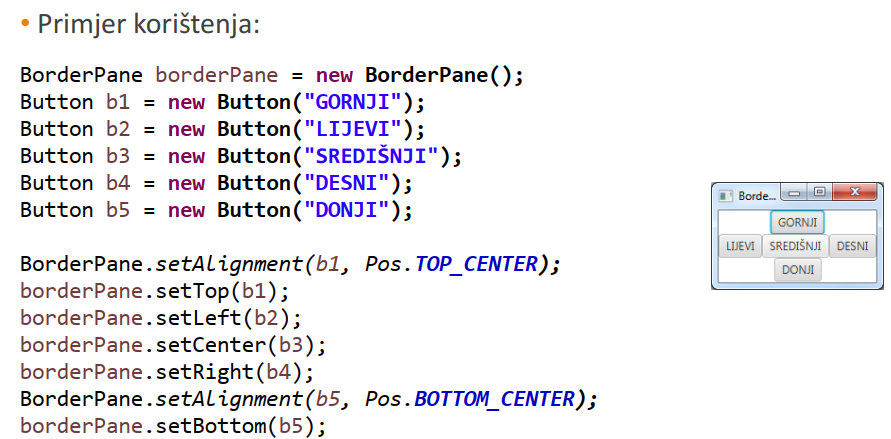 • Primjer korištenja:
BorderPane borderPane = new BorderPane();
Button b1 = new Button("GORNJI");
Button b2 = new Button("LIJEVI");
Button b3 = new Button("SREDIŠNJI");
Button b4 = new Button("DESNI");
Button b5 = new Button("DONJI");
BorderPane.setAlignment(b1, Pos.TOP_CENTER);
borderPane.setTop(b1);
borderPane.setLeft(b2);
borderPane.setCenter(b3);
borderPane.setRight(b4);
BorderPane.setAlignment(b5, Pos.BOTTOM_CENTER);
borderPane.setBottom(b5);
Borde...
GORNJI
LIJEVI SREDIŠNJI DESNI
DONJI